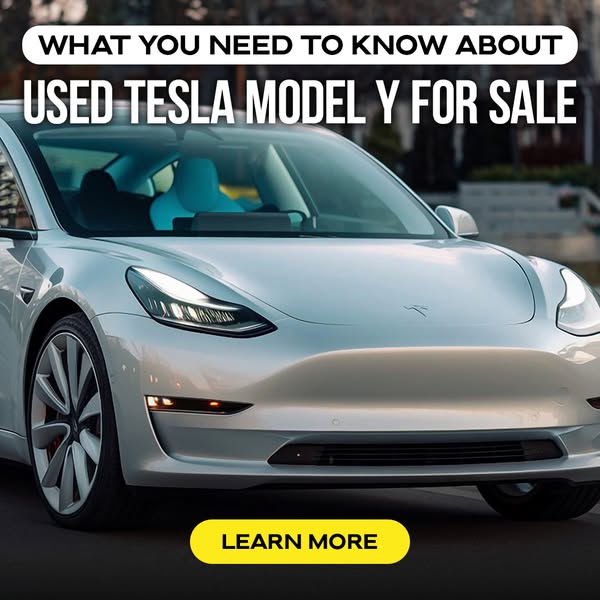 WHAT YOU NEED TO KNOW ABOUT
USED TESLA MODEL Y FOR SALE
LEARN MORE